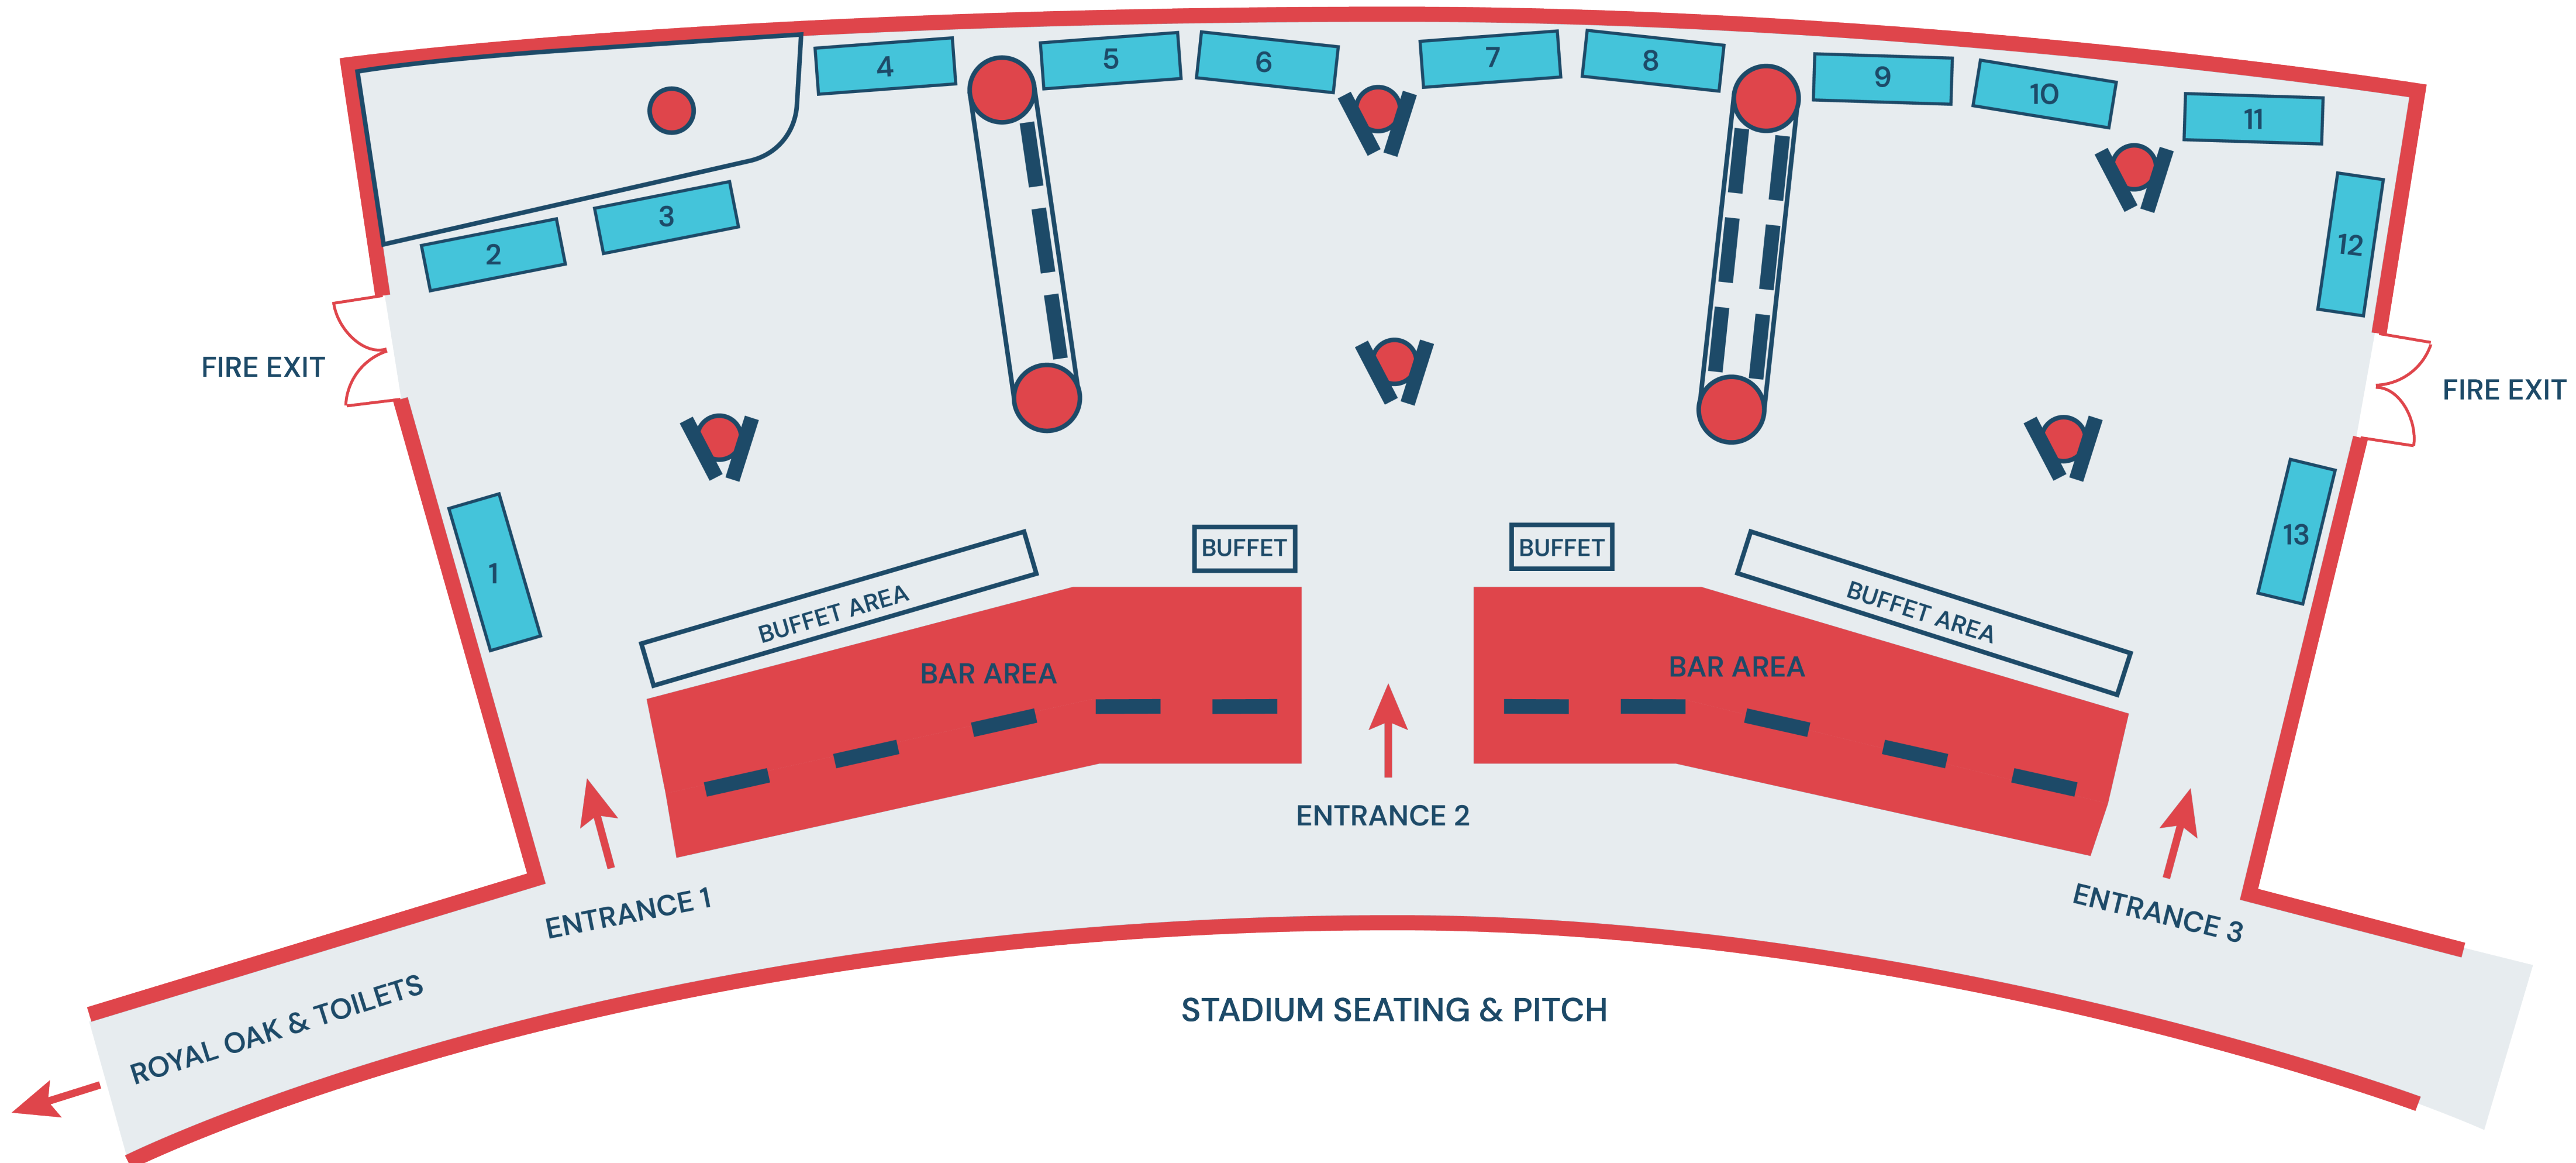 4
5
6
7
8
9
10
11
3
2
12
FIRE EXIT
FIRE EXIT
1
13
BUFFET
BUFFET
BUFFET AREA
BUFFET AREA
BAR AREA
BAR AREA
ENTRANCE 1
ENTRANCE 2
ENTRANCE 3
ROYAL OAK & TOILETS
STADIUM SEATING & PITCH